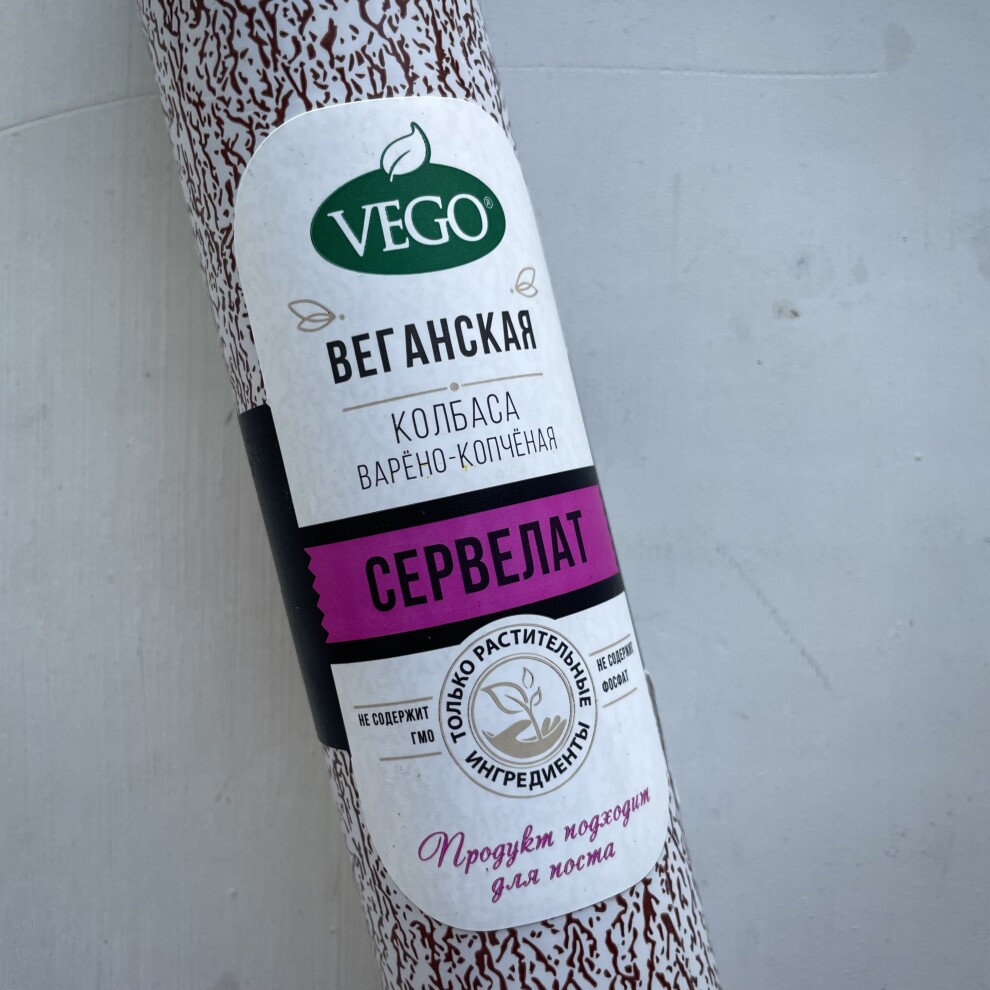 VEGO®
ВЕГАНСКАЯ
КОЛБАСА
ВАРЁНО-КОПЧЁНАЯ
СЕРВЕЛАТ
ТОЛЬКО РАСТИТЕЛЬНЫЕ
ИНГРЕДИЕНТЫ
НЕ СОДЕРЖИТ
ГМО
НЕ СОДЕРЖИТ
ФОСФАТ
Продукт подходит
для поста